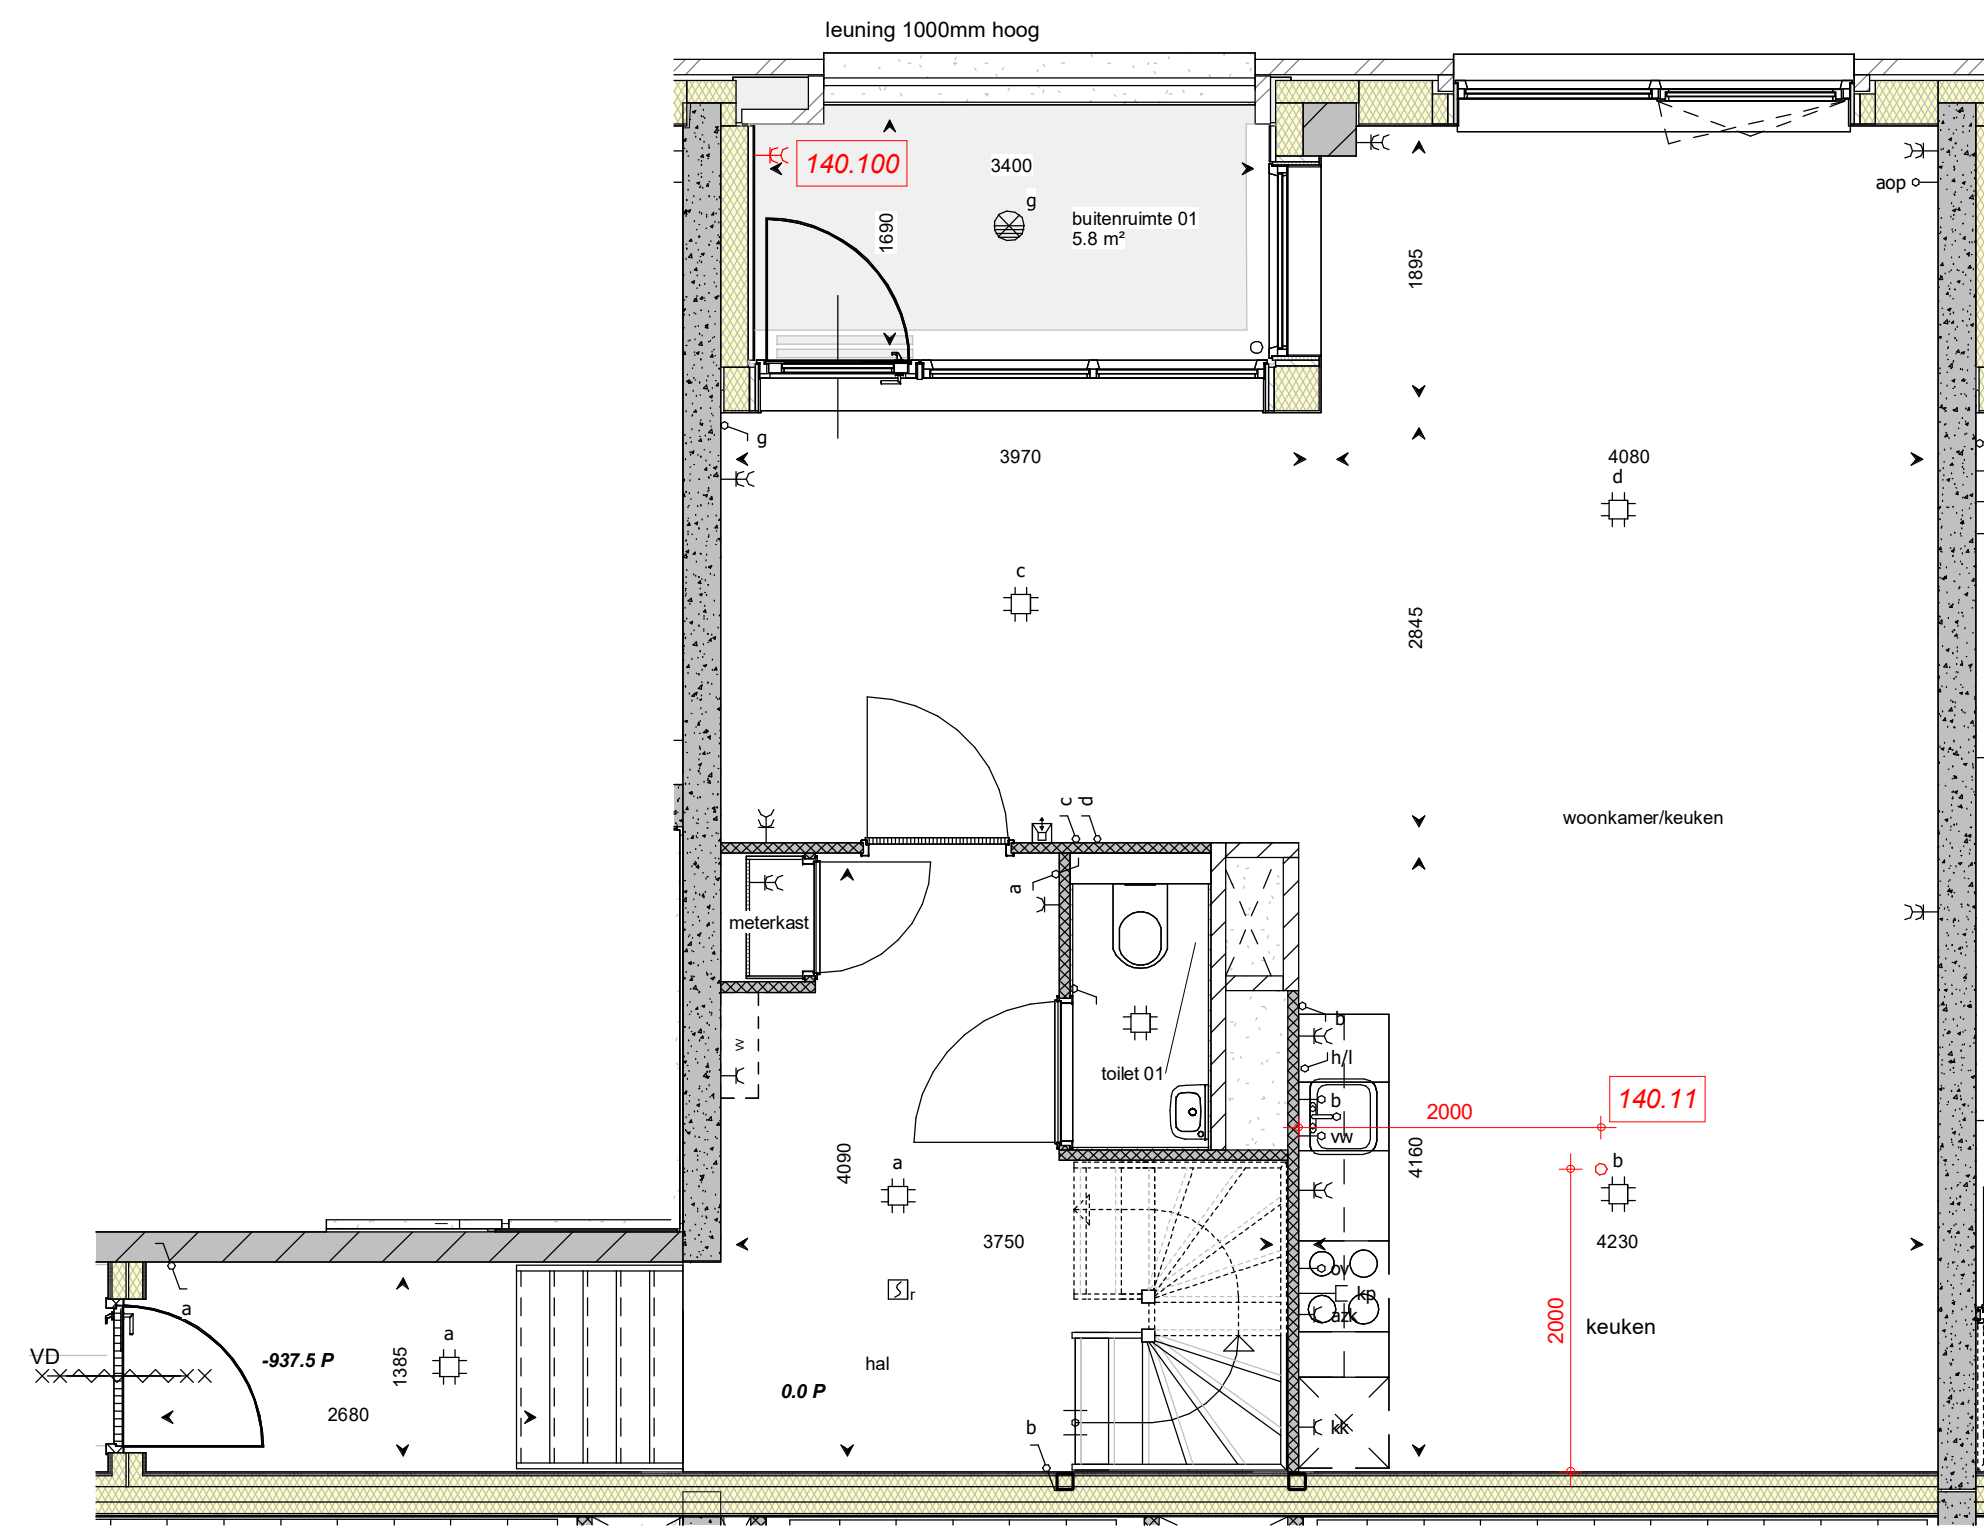 leuning 1000mm hoog
140.100
3400
g
buitenruimte 01
5.8 m²
1690
aop
1895
g
3970
4080
d
c
2845
c
d
woonkamer/keuken
a
meterkast
w
b
h/l
toilet 01
b
vw
2000
140.11
4090
4160
a
b
3750
4230
ov
kp
azk
r
2000
keuken
a
a
VD
-937.5 P
1385
hal
0.0 P
2680
b
kk